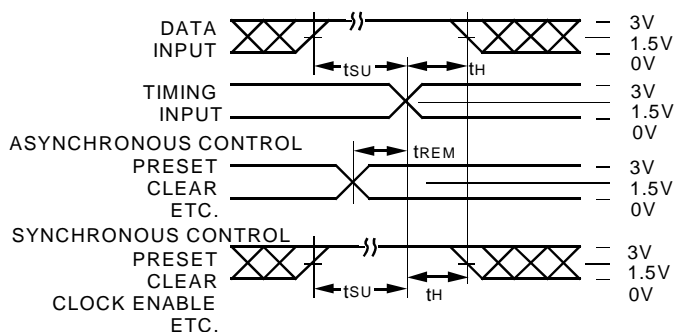 DATA
INPUT
tSU
tH
3V
1.5V
0V
TIMING
INPUT
3V
1.5V
0V
ASYNCHRONOUS CONTROL
PRESET
CLEAR
ETC.
tREM
3V
1.5V
0V
SYNCHRONOUS CONTROL
PRESET
CLEAR
CLOCK ENABLE
ETC.
tSU
tH
3V
1.5V
0V